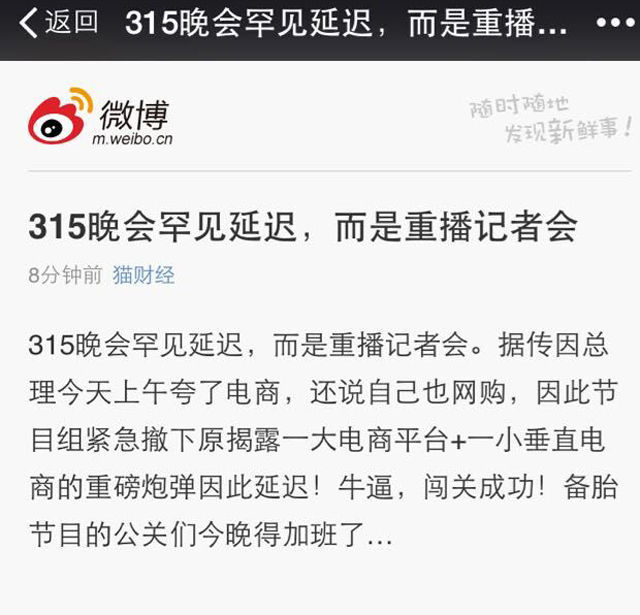 返回 315晚会罕见延迟，而是重播...
微博
m.weibo.cn
随时随地
发现新鲜事！
315晚会罕见延迟，而是重播记者会
8分钟前 猫财经
315晚会罕见延迟，而是重播记者会。据传因总
理今天上午夸了电商，还说自己也网购，因此节
目组紧急撤下原揭露一大电商平台+一小垂直电
商的重磅炮弹因此延迟！牛逼，闯关成功！备胎
节目的公关们今晚得加班了...